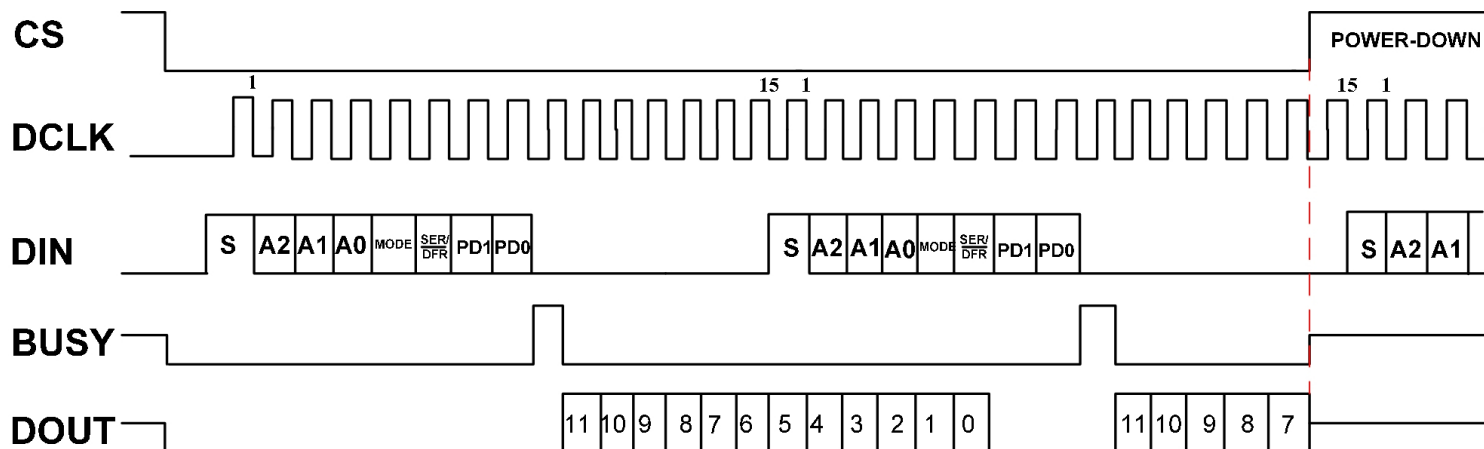 CS POWER-DOWN
1 15 1 15 1
DCLK
DIN S A2 A1 A0 MODE SER/DFR PD1 PD0 S A2 A1 A0 MODE SER/DFR PD1 PD0 S A2 A1
BUSY
DOUT 11 10 9 8 7 6 5 4 3 2 1 0 11 10 9 8 7